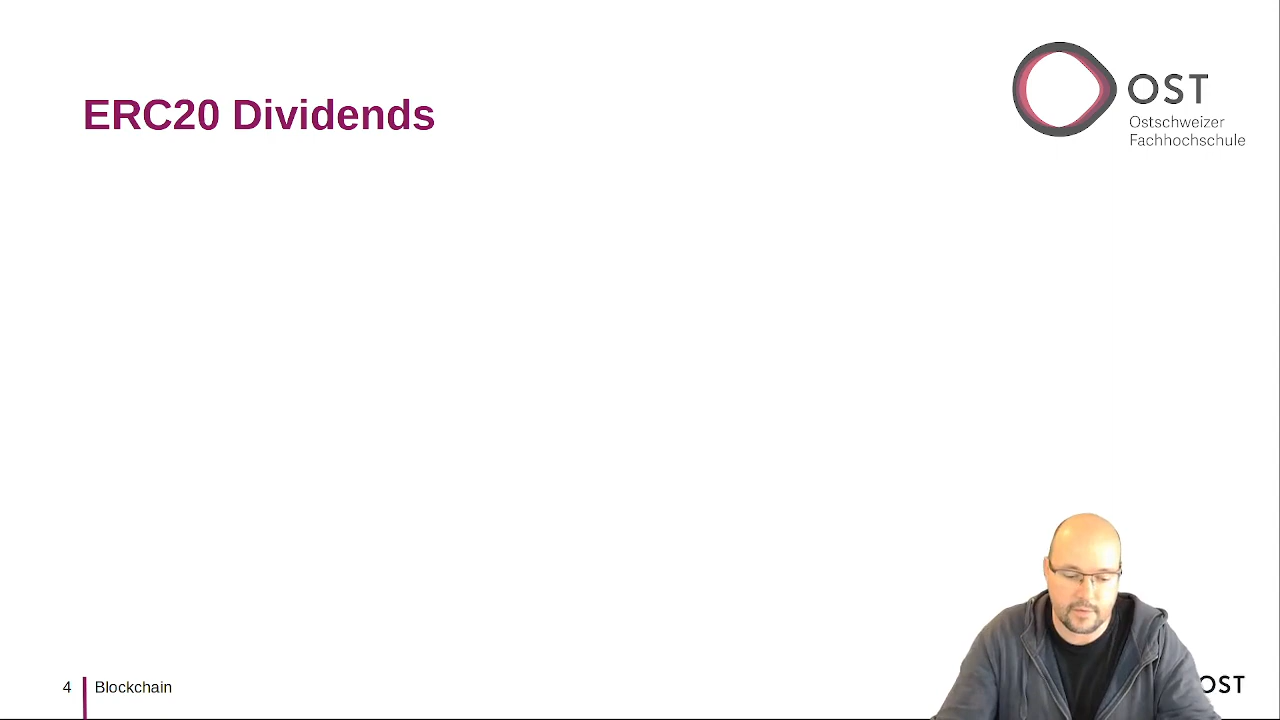 ERC20 Dividends
OST
Ostschweizer
Fachhochschule
4
Blockchain
OST